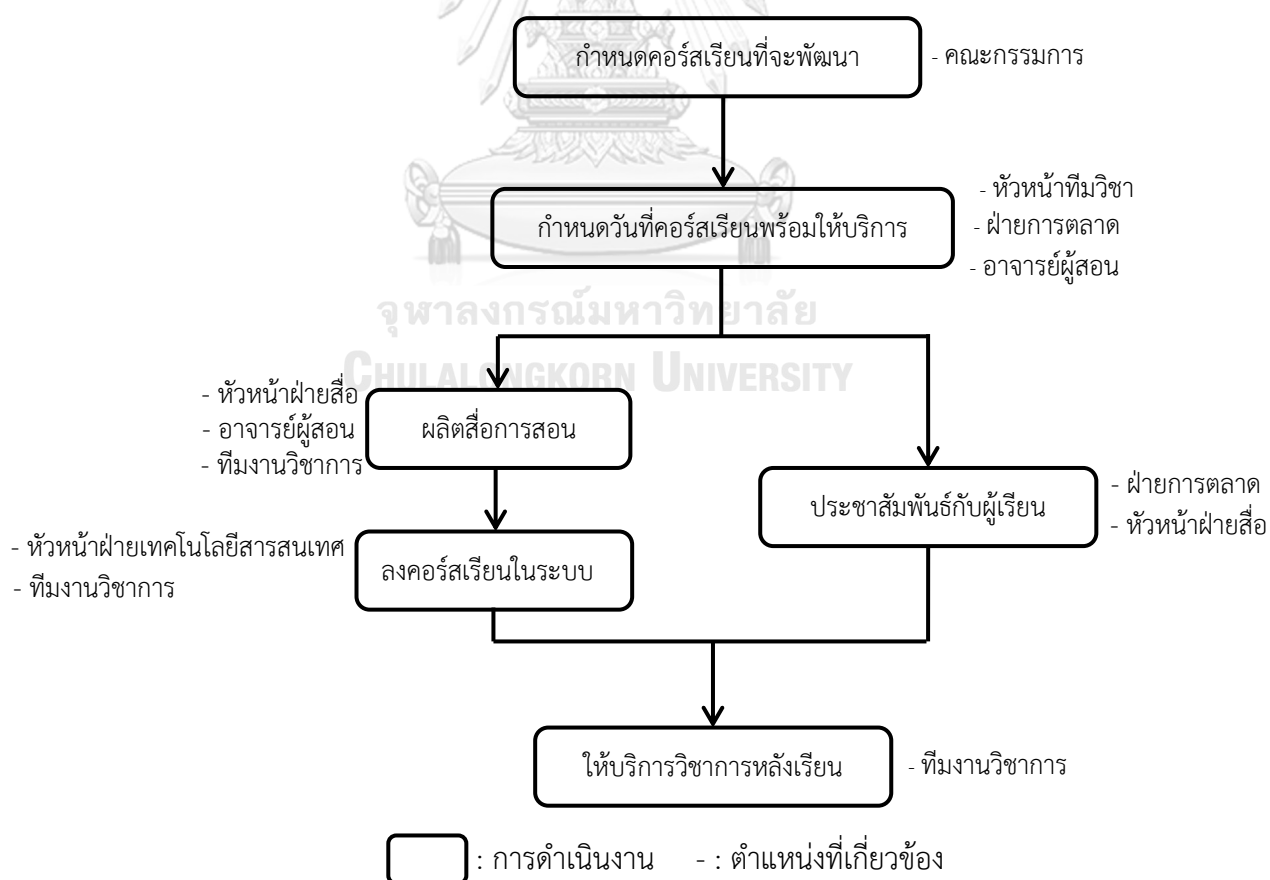 กำหนดคอร์สเรียนที่จะพัฒนา
- คณะกรรมการ
- หัวหน้าทีมวิชา
กำหนดวันที่คอร์สเรียนพร้อมให้บริการ
- ฝ่ายการตลาด
- อาจารย์ผู้สอน
จุฬาลงกรณ์มหาวิทยาลัย
CHULALONGKORN UNIVERSITY
- หัวหน้าฝ่ายสื่อ
- อาจารย์ผู้สอน
- ทีมงานวิชาการ
ผลิตสื่อการสอน
ประชาสัมพันธ์กับผู้เรียน
- ฝ่ายการตลาด
- หัวหน้าฝ่ายสื่อ
- หัวหน้าฝ่ายเทคโนโลยีสารสนเทศ
- ทีมงานวิชาการ
ลงคอร์สเรียนในระบบ
ให้บริการวิชาการหลังเรียน
- ทีมงานวิชาการ
: การดำเนินงาน - : ตำแหน่งที่เกี่ยวข้อง